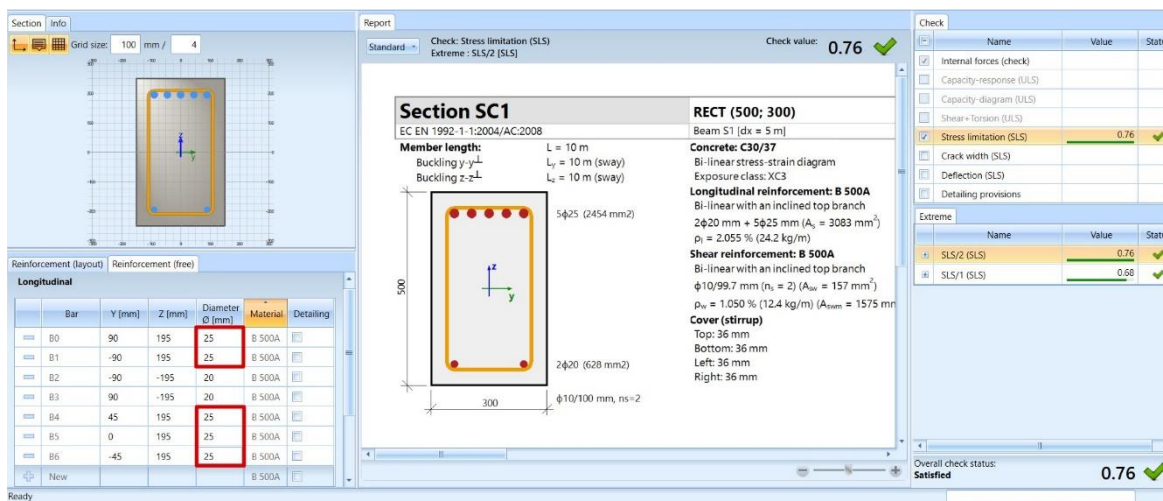 Section Info
Grid size: 100 mm / 4
Reinforcement (layout) Reinforcement (free)
Longitudinal
Bar Y [mm] Z [mm] Diameter Ø [mm] Material Detailing
B0 90 195 25 B 500A
B1 -90 195 25 B 500A
B2 -90 -195 20 B 500A
B3 90 -195 20 B 500A
B4 45 195 25 B 500A
B5 0 195 25 B 500A
B6 -45 195 25 B 500A
New B 500A
Ready
Report
Standard
Check: Stress limitation (SLS)
Extreme : SLS/2 [SLS]
Check value: 0.76
Section SC1 RECT (500; 300)
EC EN 1992-1-1:2004/AC:2008 Beam S1 [dx = 5 m]
Member length: L = 10 m
Buckling y-y┴ Ly = 10 m (sway)
Buckling z-z┴ Lz = 10 m (sway)
5ϕ25 (2454 mm2)
z
y
500
2ϕ20 (628 mm2)
ϕ10/100 mm, ns=2
300
Concrete: C30/37
Bi-linear stress-strain diagram
Exposure class: XC3
Longitudinal reinforcement: B 500A
Bi-linear with an inclined top branch
2ϕ20 mm + 5ϕ25 mm (As = 3083 mm²)
ρl = 2.055 % (24.2 kg/m)
Shear reinforcement: B 500A
Bi-linear with an inclined top branch
ϕ10/99.7 mm (ns = 2) (Asw = 157 mm²)
ρw = 1.050 % (12.4 kg/m) (Aswm = 1575 mm
Cover (stirrup)
Top: 36 mm
Bottom: 36 mm
Left: 36 mm
Right: 36 mm
Check
Name Value Stat
Internal forces (check)
Capacity-response (ULS)
Capacity-diagram (ULS)
Shear+Torsion (ULS)
Stress limitation (SLS) 0.76
Crack width (SLS)
Deflection (SLS)
Detailing provisions
Extreme
Name Value Stat
SLS/2 (SLS) 0.76
SLS/1 (SLS) 0.68
Overall check status:
Satisfied 0.76